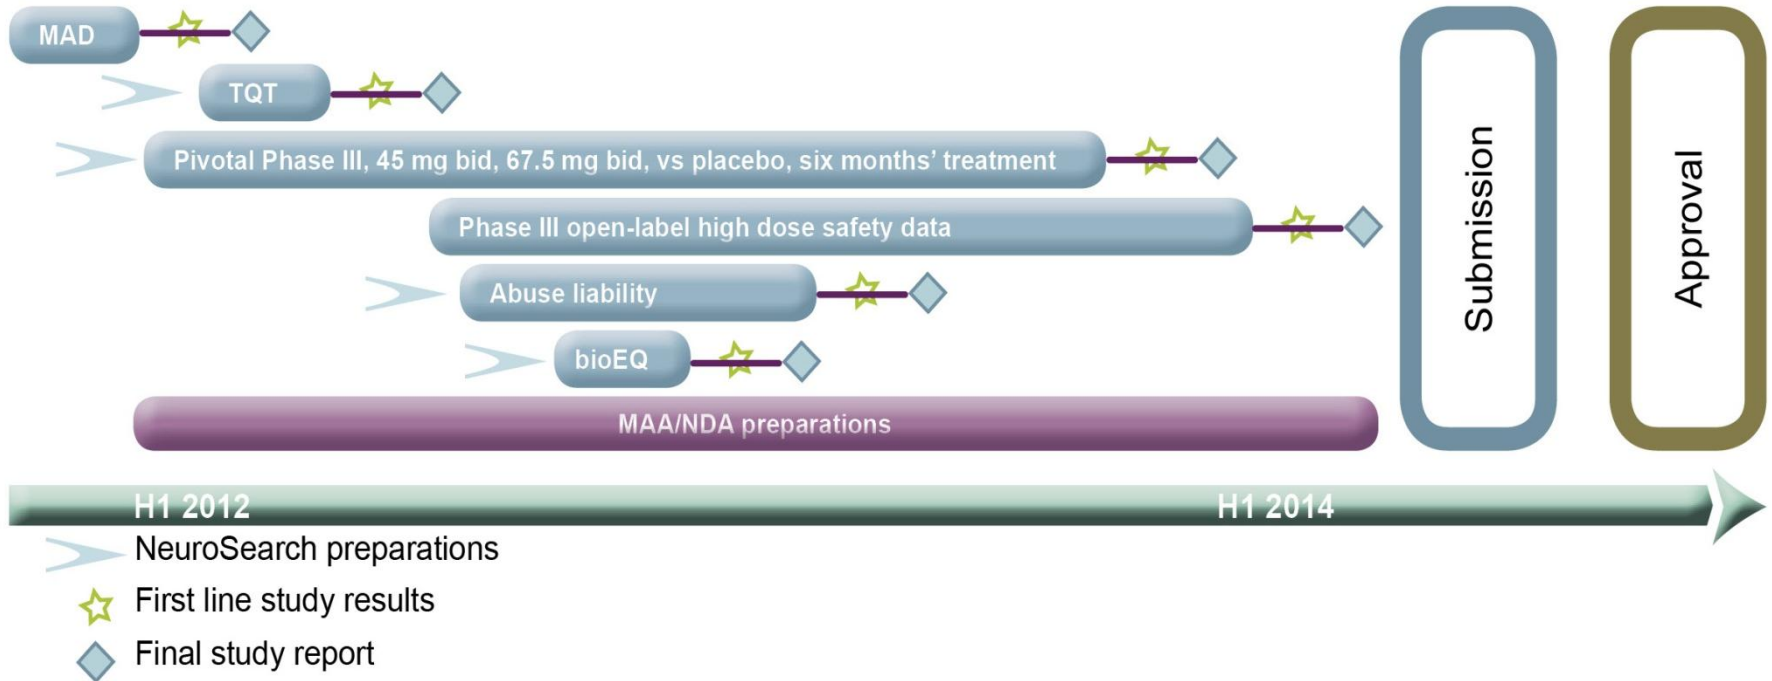 MAD
TQT
Pivotal Phase III, 45 mg bid, 67.5 mg bid, vs placebo, six months’ treatment
Phase III open-label high dose safety data
Abuse liability
bioEQ
MAA/NDA preparations
Submission
Approval
H1 2012
H1 2014
NeuroSearch preparations
First line study results
Final study report